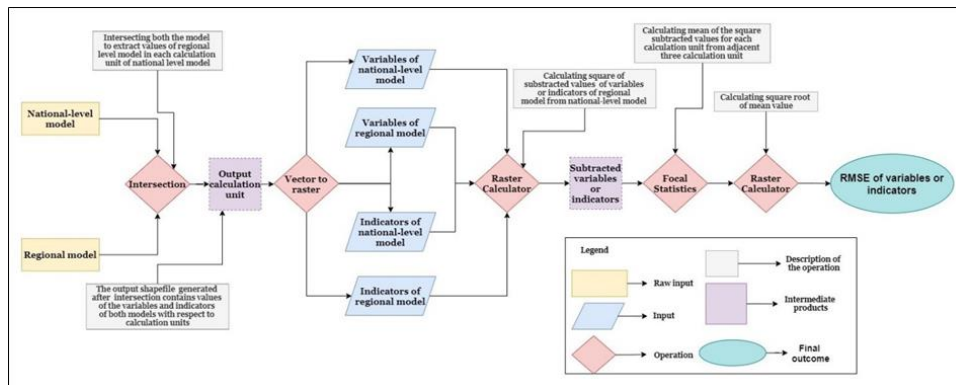 Intersecting both the model
to extract values of regional
level model in each calculation
unit of national level model
National-level
model
Regional model
Intersection
Output
calculation
unit
The output shapefile generated
after intersection contains values
of the variables and indicators
of both models with respect to
calculation units
Vector to
raster
Variables of
national-level
model
Variables of
regional model
Indicators of
national-level
model
Indicators of
regional model
Calculating square of
substracted values of variables
or indicators of regional
model from national-level model
Raster
Calculator
Subtracted
variables
or
indicators
Calculating mean of the square
subtracted values for each
calculation unit from adjacent
three calculation unit
Focal
Statistics
Calculating square root
of mean value
Raster
Calculator
RMSE of variables or
indicators
Legend
Raw input
Input
Operation
Description of
the operation
Intermediate
products
Final
outcome